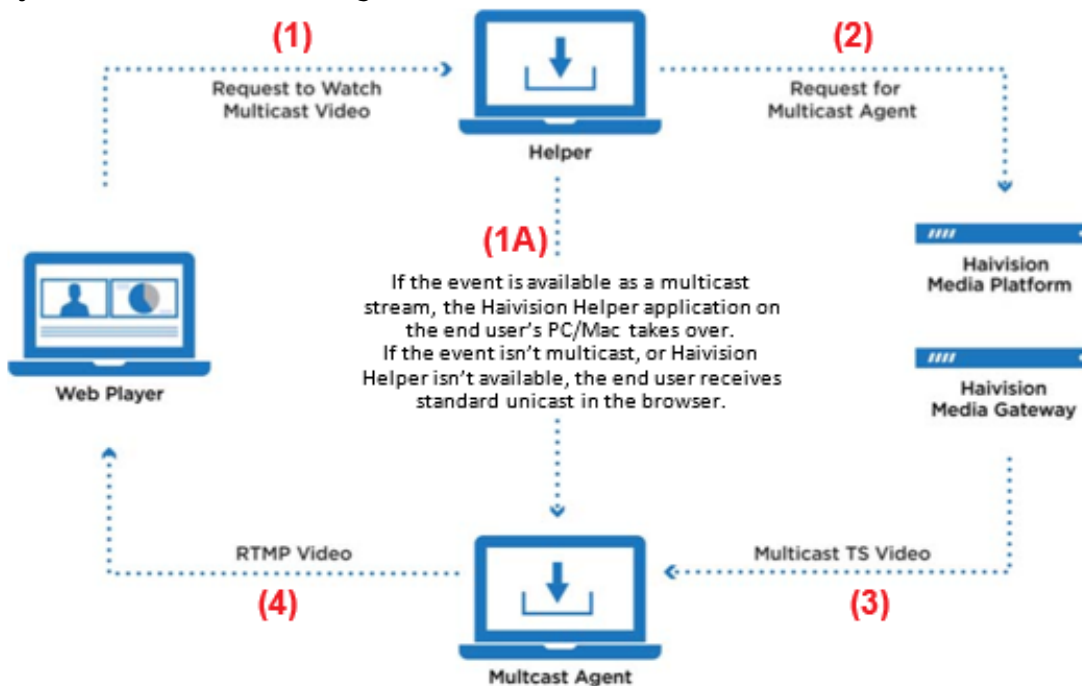 (1)
(2)
Request to Watch
Multicast Video
Request for
Multicast Agent
Helper
(1A)
If the event is available as a multicast
stream, the Haivision Helper application on
the end user's PC/Mac takes over.
If the event isn't multicast, or Haivision
Helper isn't available, the end user receives
standard unicast in the browser.
Haivision
Media Platform
Web Player
Haivision
Media Gateway
RTMP Video
Multicast TS Video
(4)
(3)
Multcast Agent